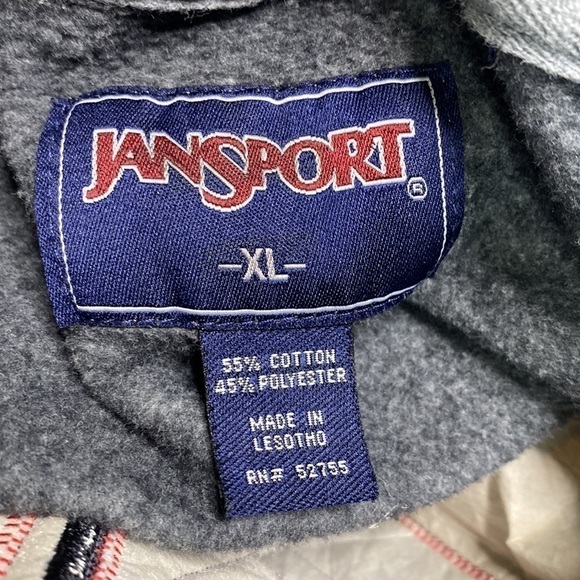 JANSPORT®
-XL-
55% COTTON
45% POLYESTER
MADE IN
LESOTHO
RN# 52755